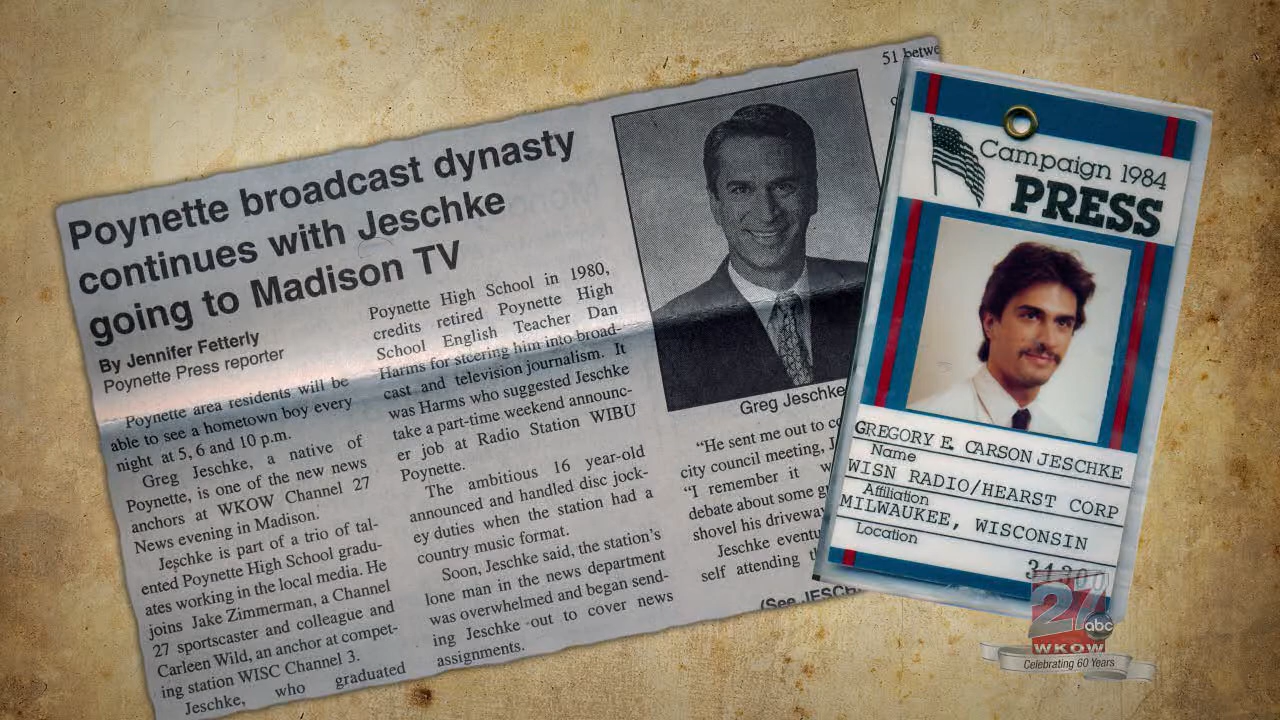 Poynette broadcast dynasty
continues with Jeschke
going to Madison TV
By Jennifer Fetterly
Poynette Press reporter
Poynette area residents will be
able to see a hometown boy every
night at 5, 6 and 10 p.m.
Greg Jeschke, a native of
Poynette, is one of the new news
anchors at WKOW Channel 27
News evening in Madison.
Jeschke is part of a trio of tal-
ented Poynette High School gradu-
ates working in the local media. He
joins Jake Zimmerman, a Channel
27 sportscaster and colleague and
Carleen Wild, an anchor at compet-
ing station WISC Channel 3.
Jeschke, who graduated
Poynette High School in 1980,
credits retired Poynette High
School English Teacher Dan
Harms for steering him into broad-
cast and television journalism. It
was Harms who suggested Jeschke
take a part-time weekend announc-
er job at Radio Station WIBU
Poynette.
The ambitious 16 year-old
announced and handled disc jock-
ey duties when the station had a
country music format.
Soon, Jeschke said, the station's
lone man in the news department
was overwhelmed and began send-
ing Jeschke out to cover news
assignments.
51 betwe
Greg Jeschke
"He sent me out to co
city council meeting, J
"I remember it w
debate about some g
shovel his driveway
Jeschke eventu
self attending t
(See JESCH
Campaign 1984
PRESS
GREGORY E. CARSON JESCHKE
Name
WISN RADIO/HEARST CORP
Affiliation
MILWAUKEE, WISCONSIN
Location
27
abc
WKOW
Celebrating 60 Years